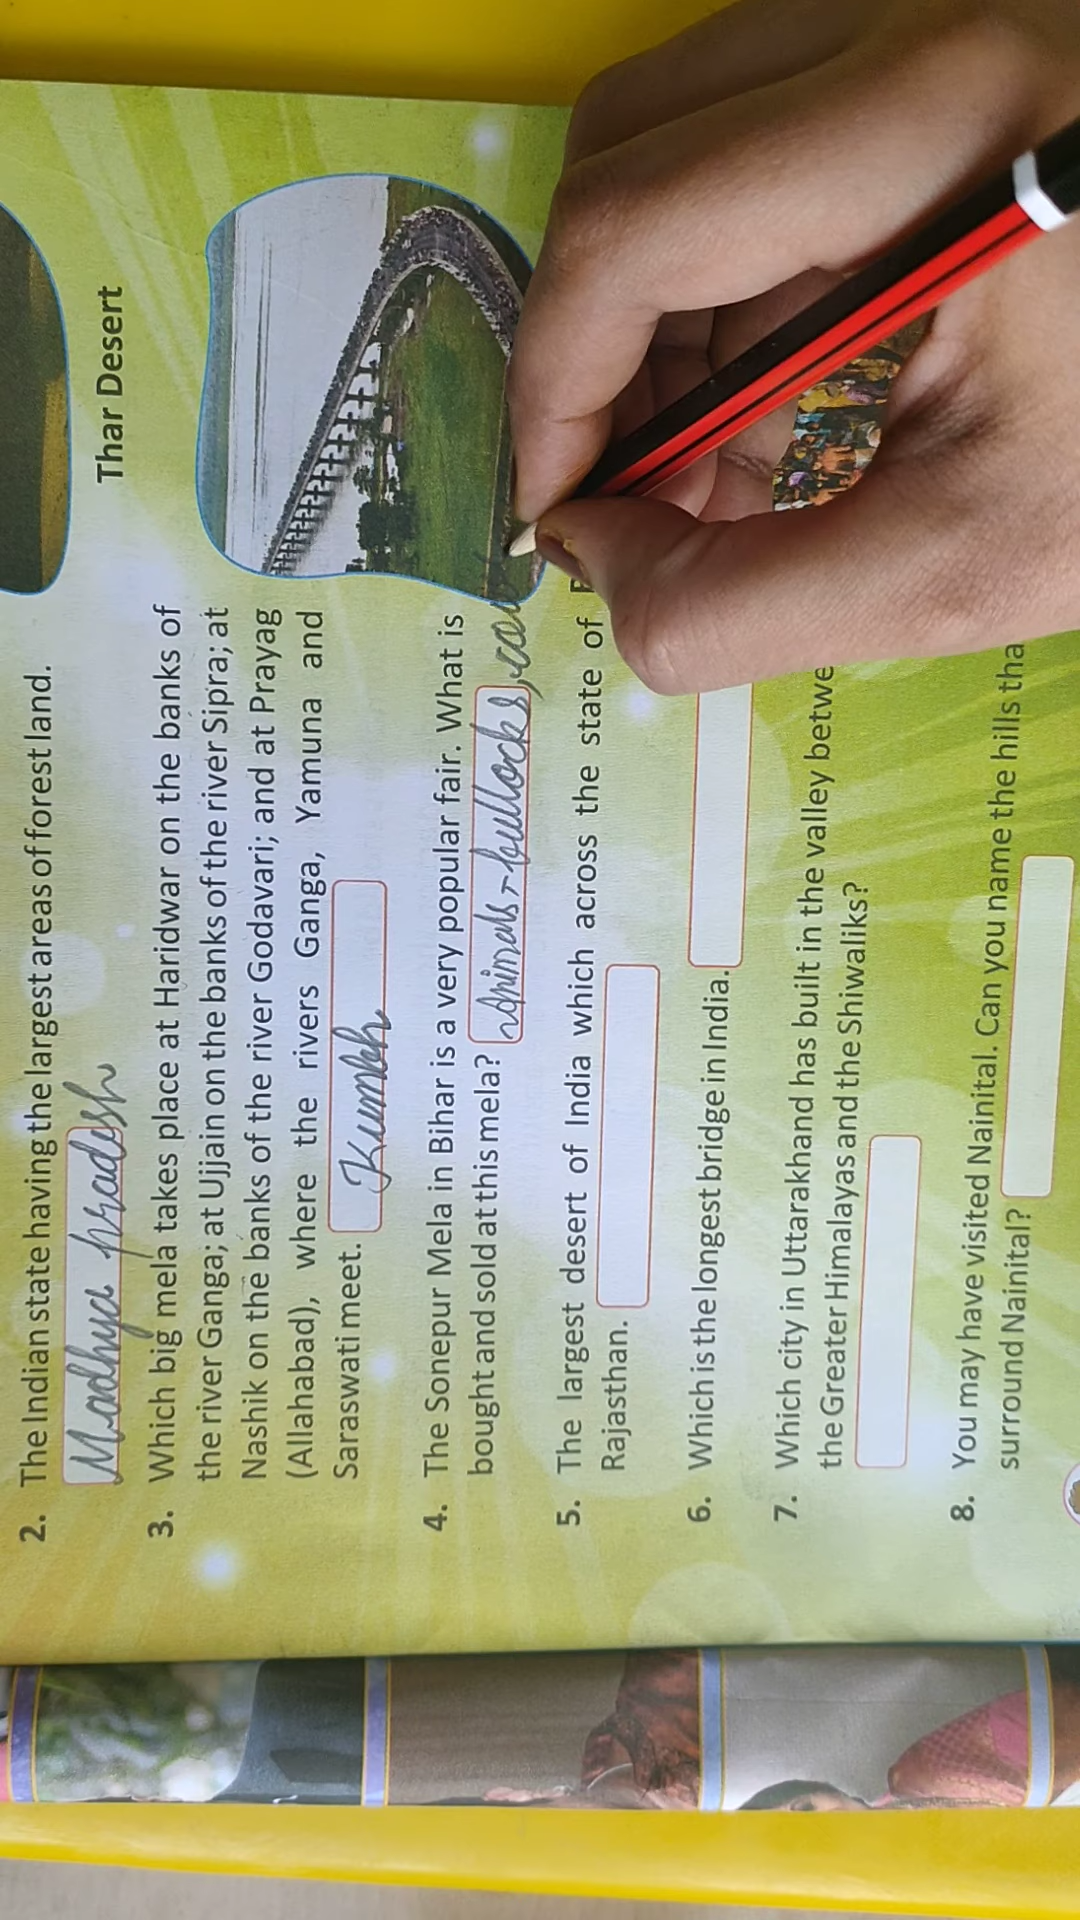 2. The Indian state having the largest areas of forest land.
Madhya pradesh
Thar Desert
3. Which big mela takes place at Haridwar on the banks of
the river Ganga; at Ujjain on the banks of the river Sipra; at
Nashik on the banks of the river Godavari; and at Prayag
(Allahabad), where the rivers Ganga, Yamuna and
Saraswati meet. Kumbh
4. The Sonepur Mela in Bihar is a very popular fair. What is
bought and sold at this mela? Animals - bullocks,
5. The largest desert of India which across the state of
Rajasthan.
6. Which is the longest bridge in India.
7. Which city in Uttarakhand has built in the valley
the Greater Himalayas and the Shiwaliks?
8. You may have visited Nainital. Can you name the hills
surround Nainital?